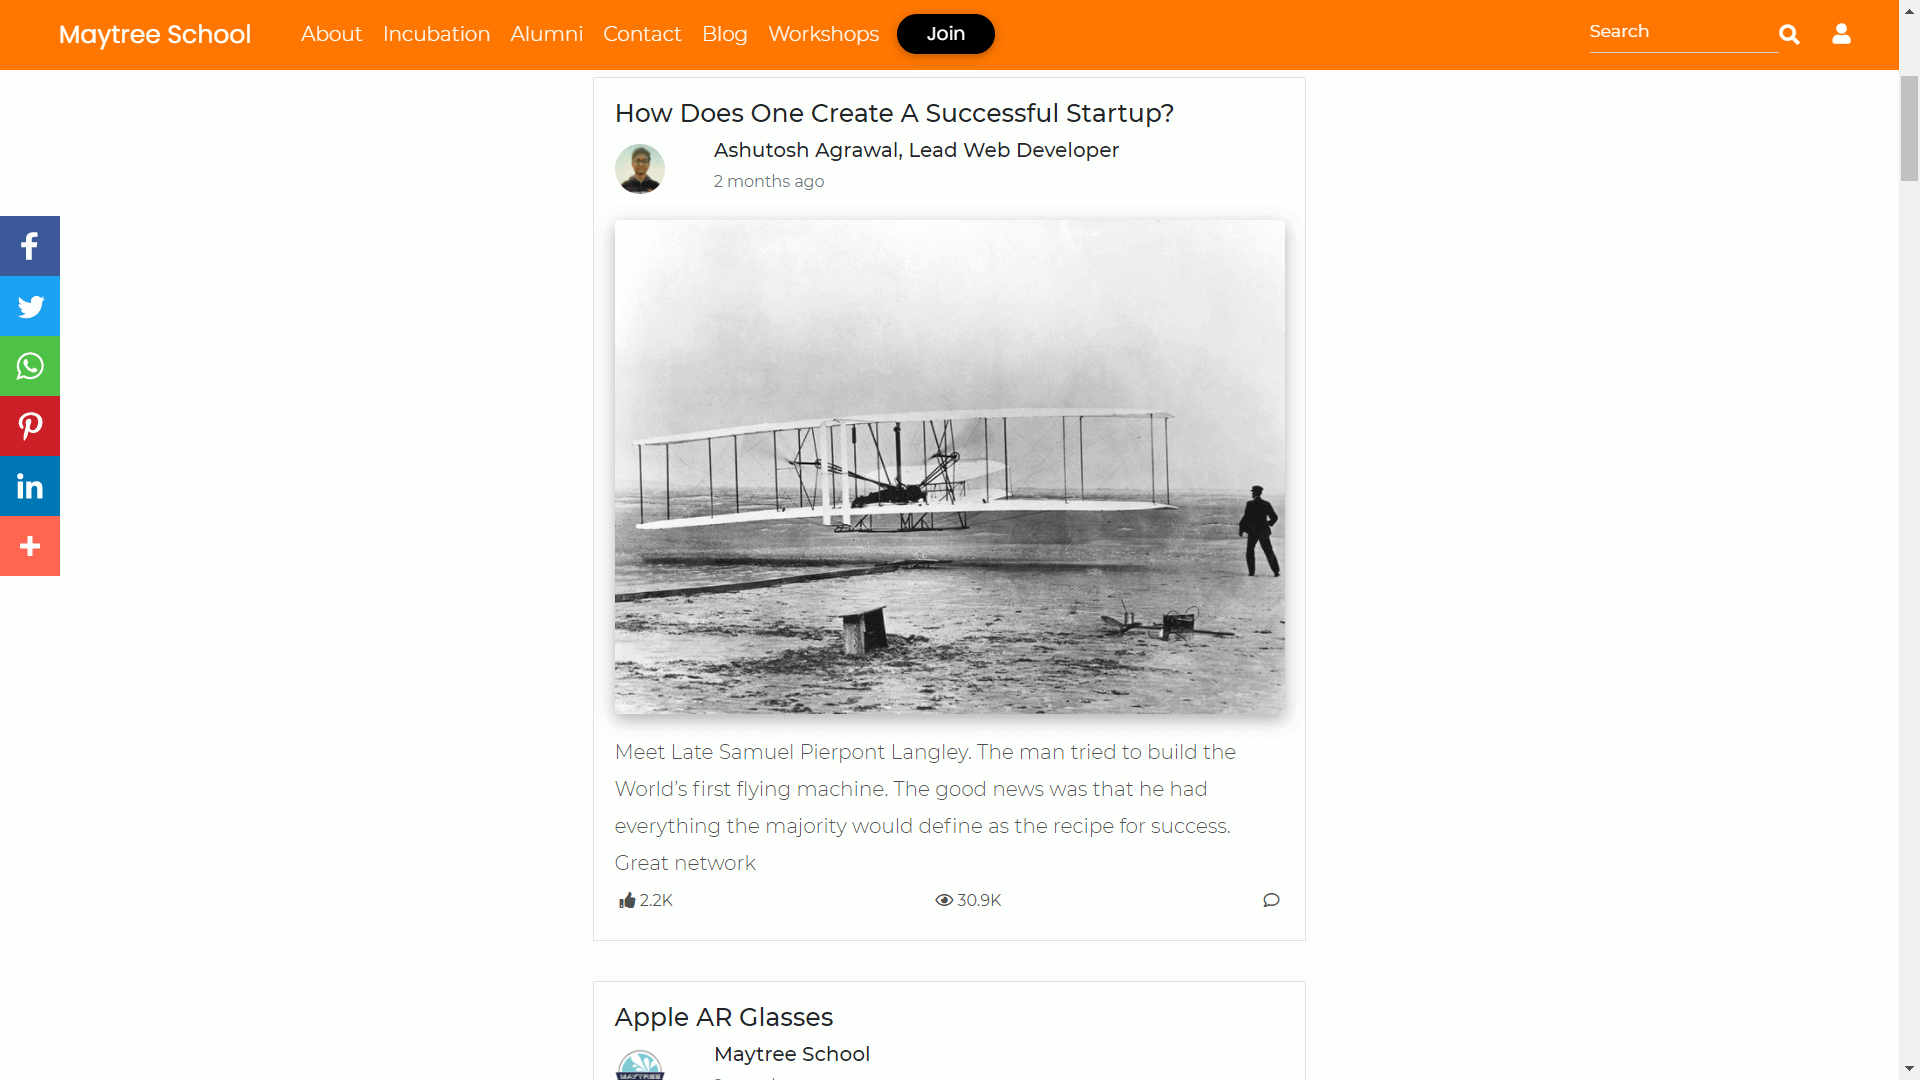 Maytree School About Incubation Alumni Contact Blog Workshops Join Search
How Does One Create A Successful Startup?
Ashutosh Agrawal, Lead Web Developer
2 months ago
Meet Late Samuel Pierpont Langley. The man tried to build the
World's first flying machine. The good news was that he had
everything the majority would define as the recipe for success.
Great network
2.2K 30.9K
Apple AR Glasses
Maytree School
MAYTREE